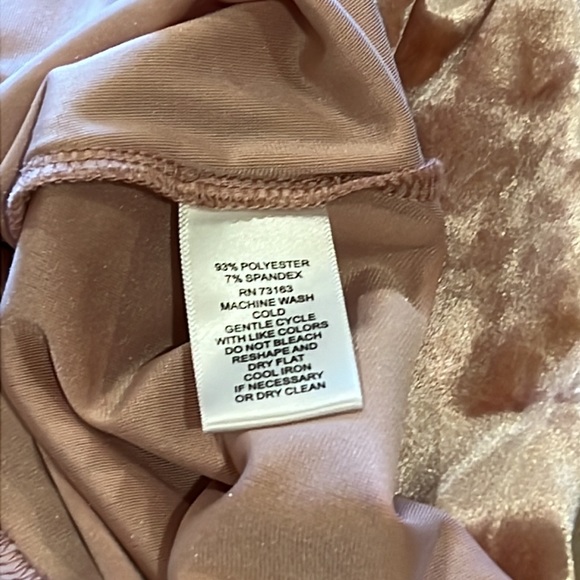 93% POLYESTER
7% SPANDEX
RN 73163
MACHINE WASH
COLD
GENTLE CYCLE
WITH LIKE COLORS
DO NOT BLEACH
RESHAPE AND
DRY FLAT
COOL IRON
IF NECESSARY
OR DRY CLEAN